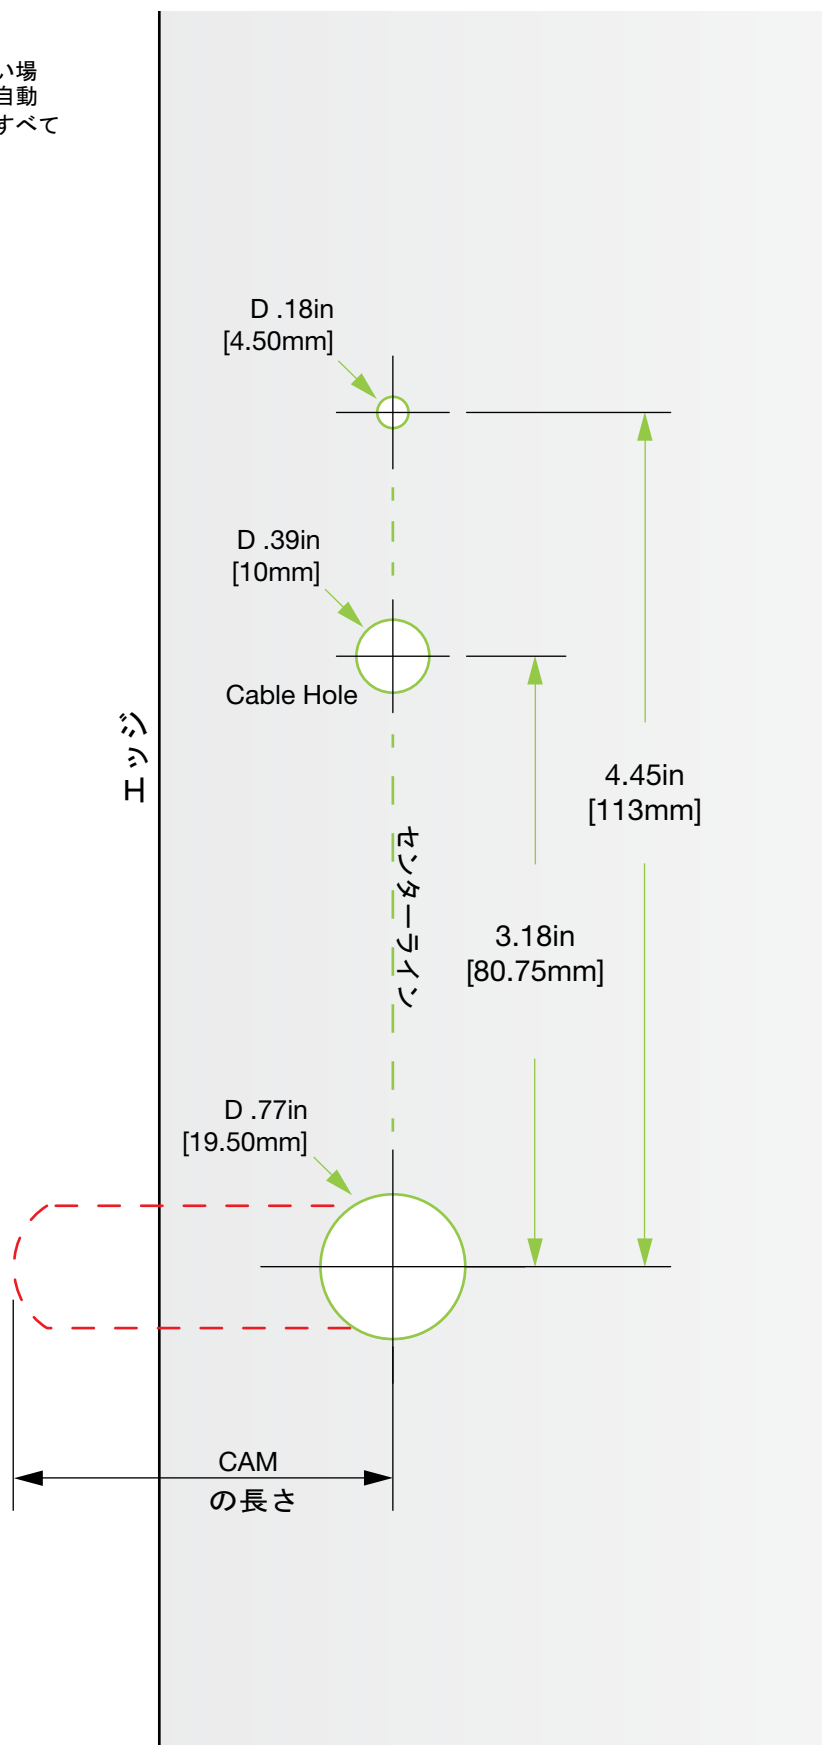 い場
自動
すべて
D .18in
[4.50mm]
D .39in
[10mm]
Cable Hole
エッジ
4.45in
[113mm]
センターライン
3.18in
[80.75mm]
D .77in
[19.50mm]
CAM
の長さ